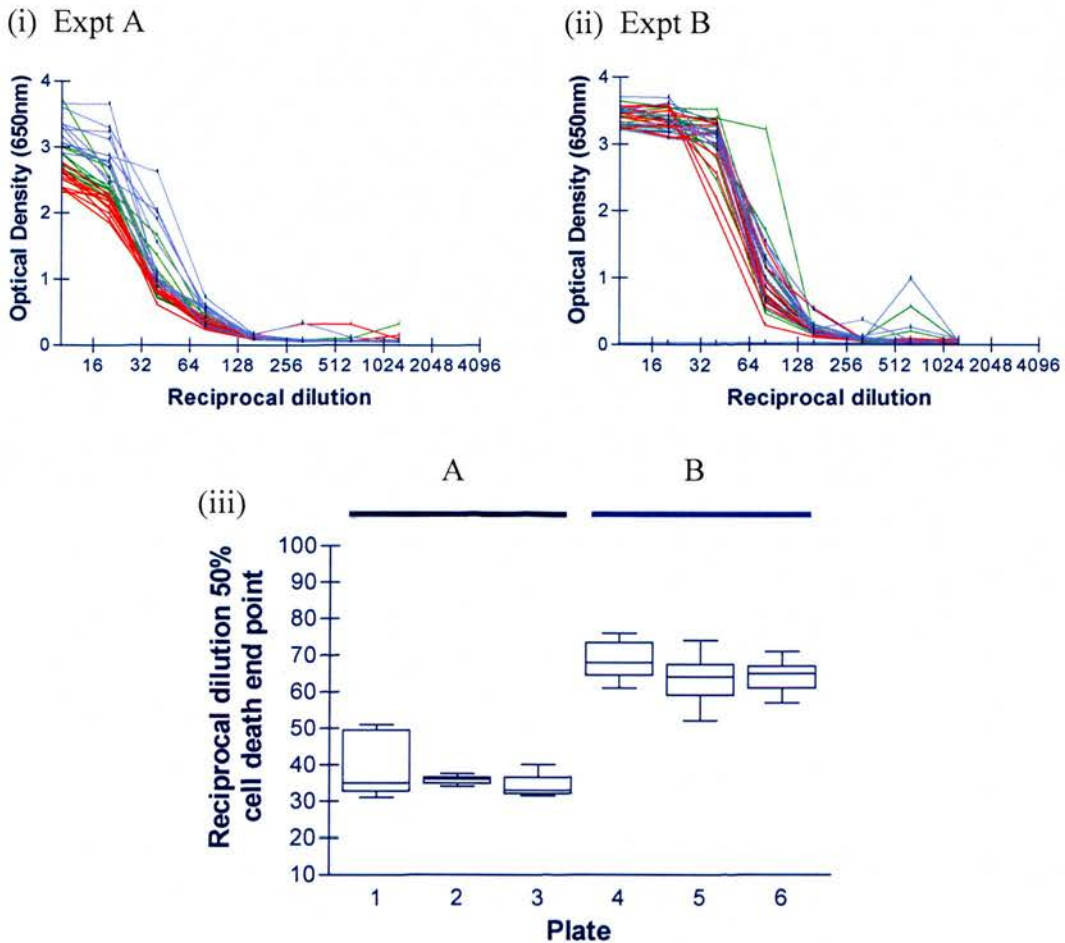 (i) Expt A
(ii) Expt B
Optical Density (650nm)
4
3
2
1
0
16 32 64 128 256 512 1024 2048 4096
Reciprocal dilution
Optical Density (650nm)
4
3
2
1
0
16 32 64 128 256 512 1024 2048 4096
Reciprocal dilution
(iii)
A
B
Reciprocal dilution 50%
cell death end point
100
90
80
70
60
50
40
30
20
10
1 2 3 4 5 6
Plate